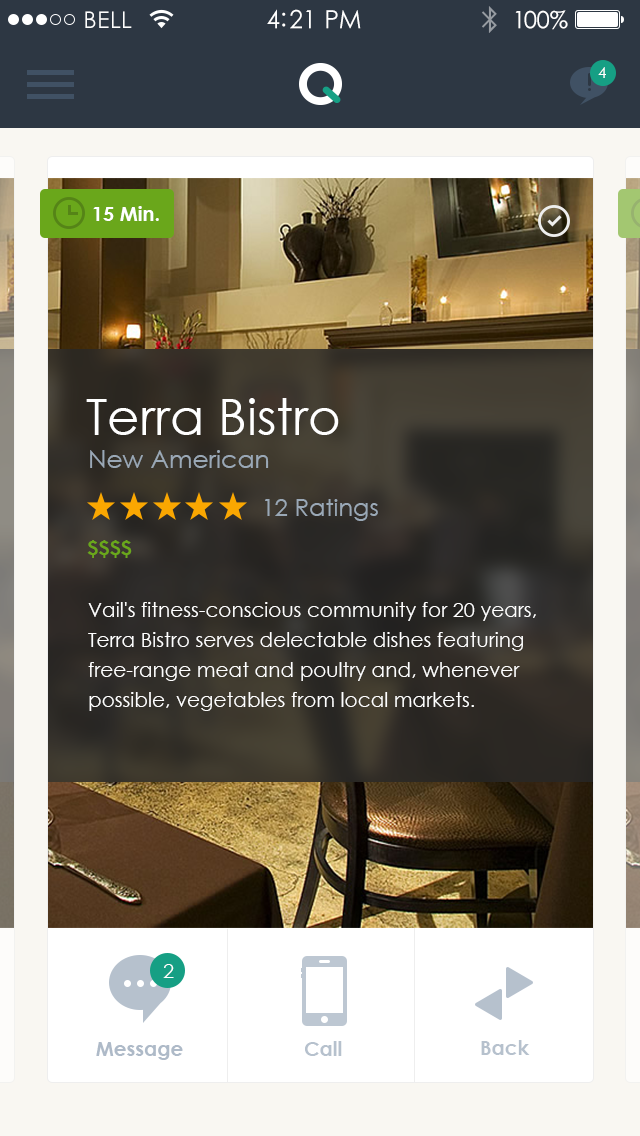 BELL 4:21 PM 100%
Q 4
15 Min.
Terra Bistro
New American
12 Ratings
$$$$
Vail's fitness-conscious community for 20 years,
Terra Bistro serves delectable dishes featuring
free-range meat and poultry and, whenever
possible, vegetables from local markets.
2
Message Call Back